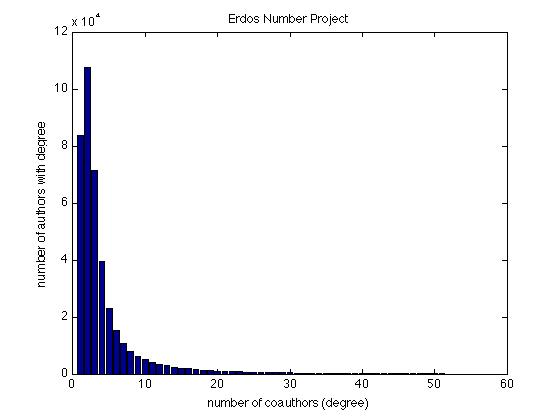 Erdos Number Project
x 10^4
12
10
8
6
4
2
0
number of authors with degree
0 10 20 30 40 50 60
number of coauthors (degree)